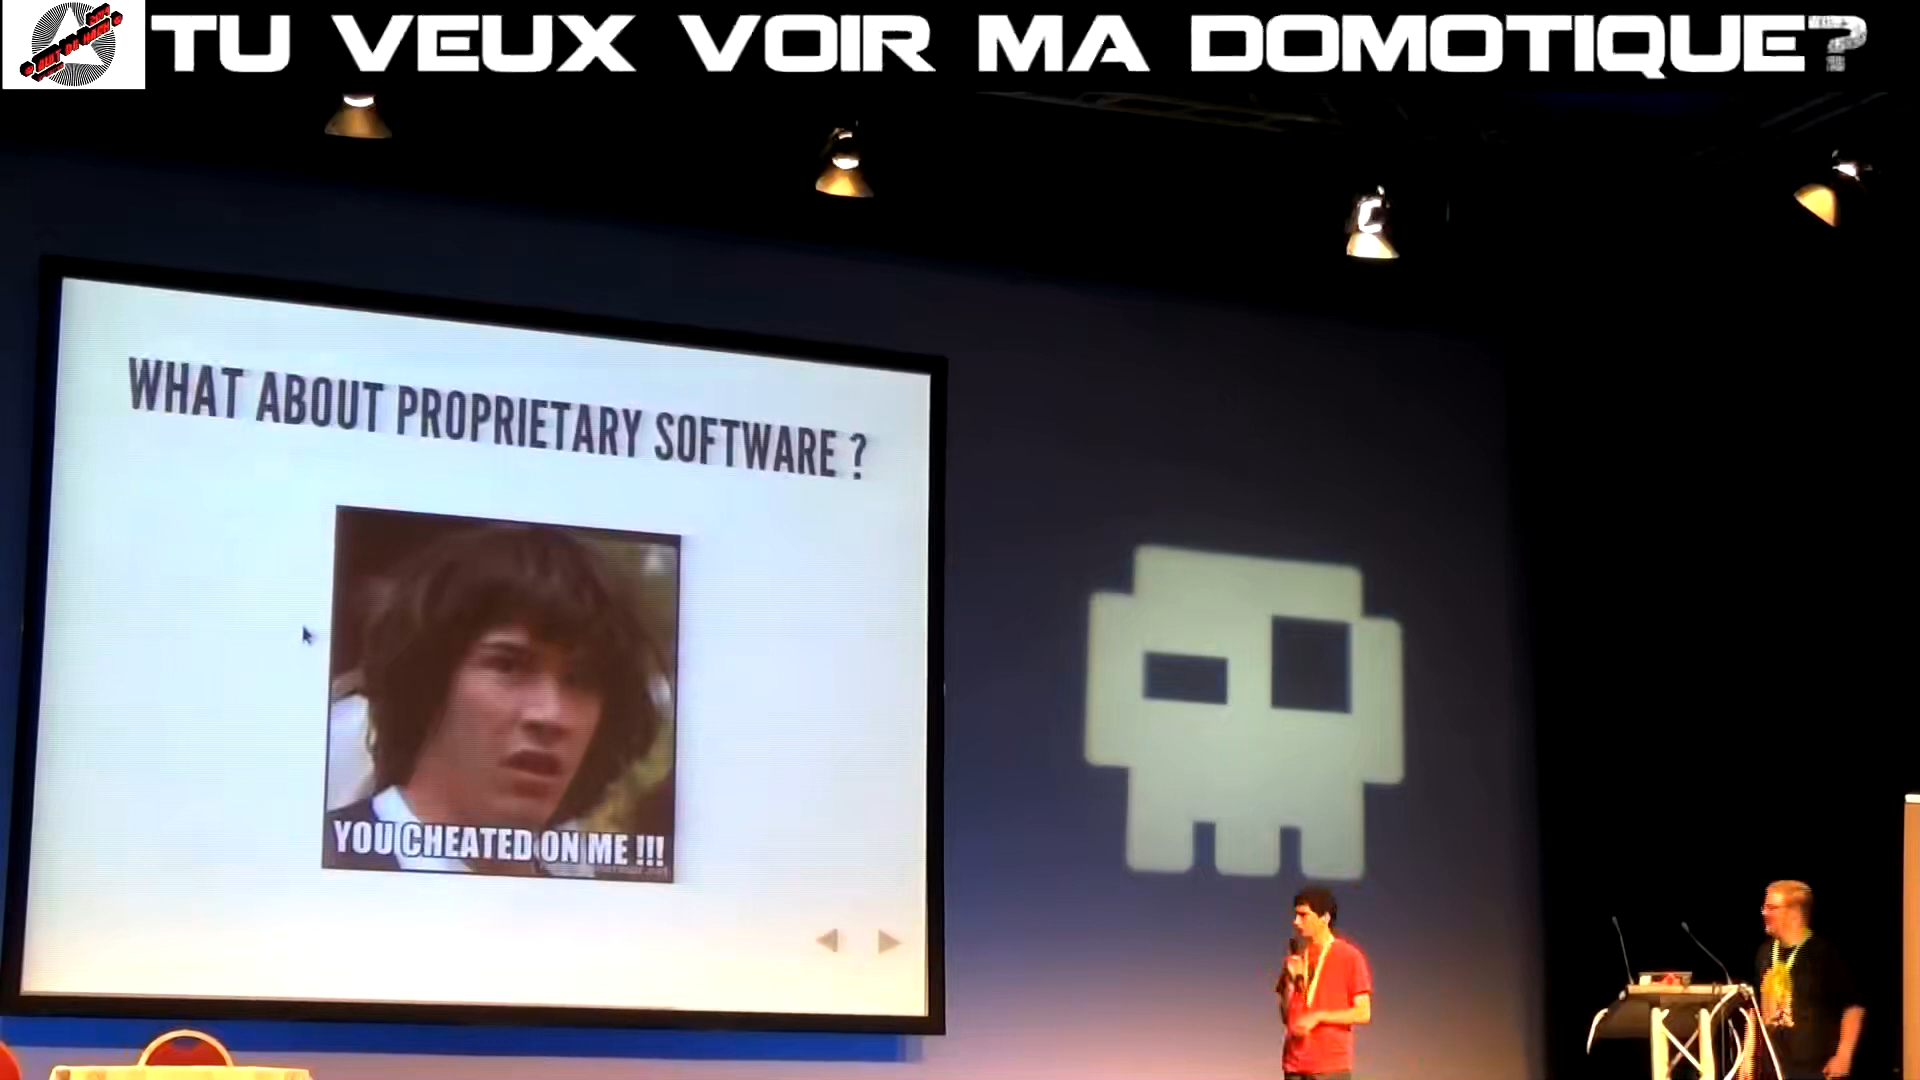 TU VEUX VOIR MA DOMOTIQUE?
WHAT ABOUT PROPRIETARY SOFTWARE ?
YOU CHEATED ON ME !!!